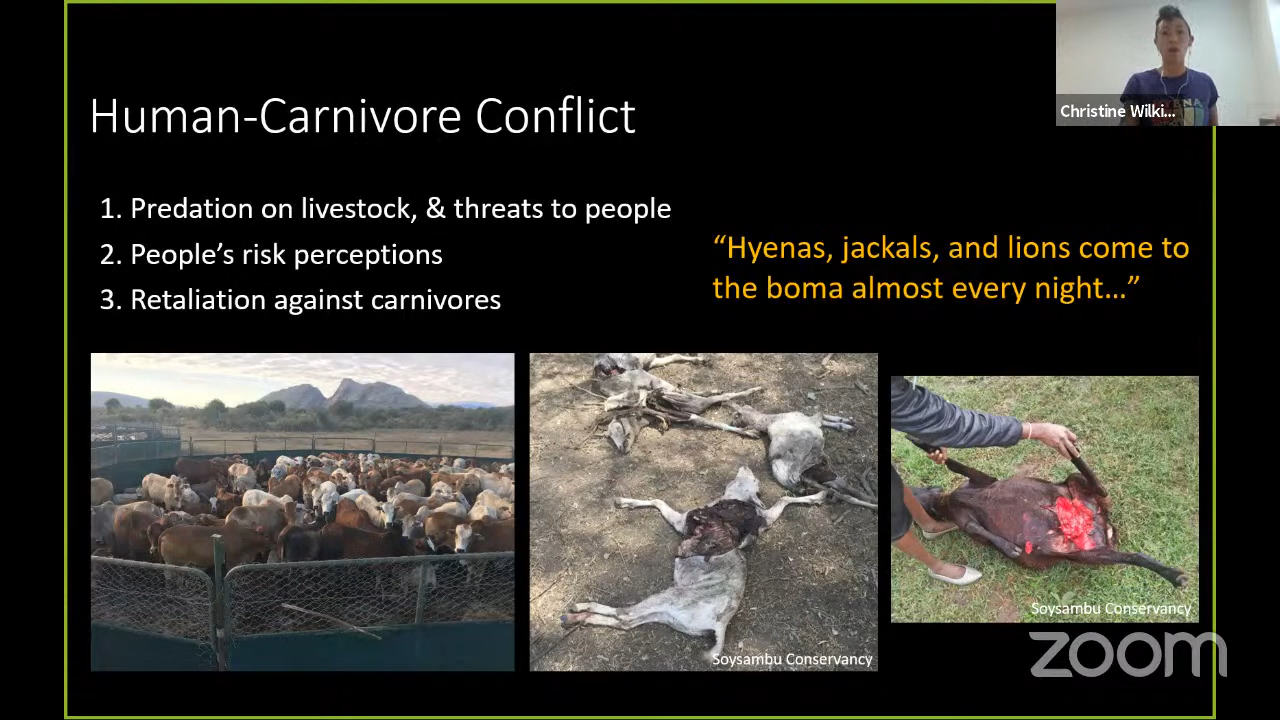 Human-Carnivore Conflict
1. Predation on livestock, & threats to people
2. People’s risk perceptions
3. Retaliation against carnivores
“Hyenas, jackals, and lions come to
the boma almost every night…”
Christine Wilki...
Soysambu Conservancy
Soysambu Conservancy
zoom